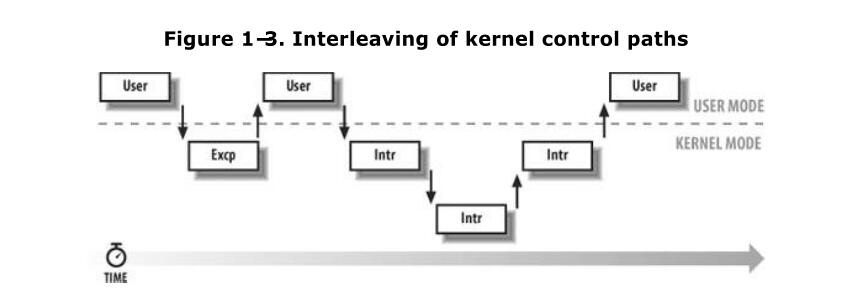 Figure 1-3. Interleaving of kernel control paths
User
User
User
USER MODE
KERNEL MODE
Excp
Intr
Intr
Intr
TIME